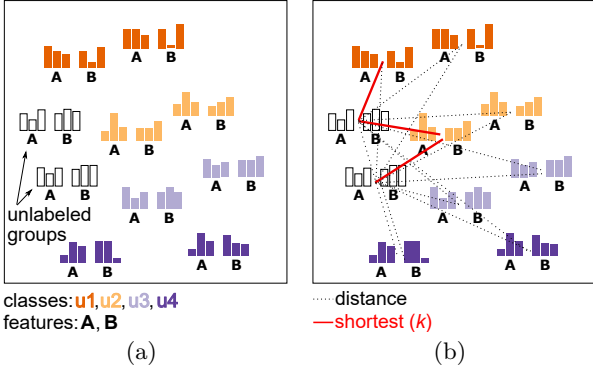 A B
A B
A B
A B
A B
A B
A B
A B
A B
A B
unlabeled
groups
classes: u1, u2, u3, u4
features: A, B
(a)
A B
A B
A B
A B
A B
A B
A B
A B
A B
A B
distance
shortest (k)
(b)